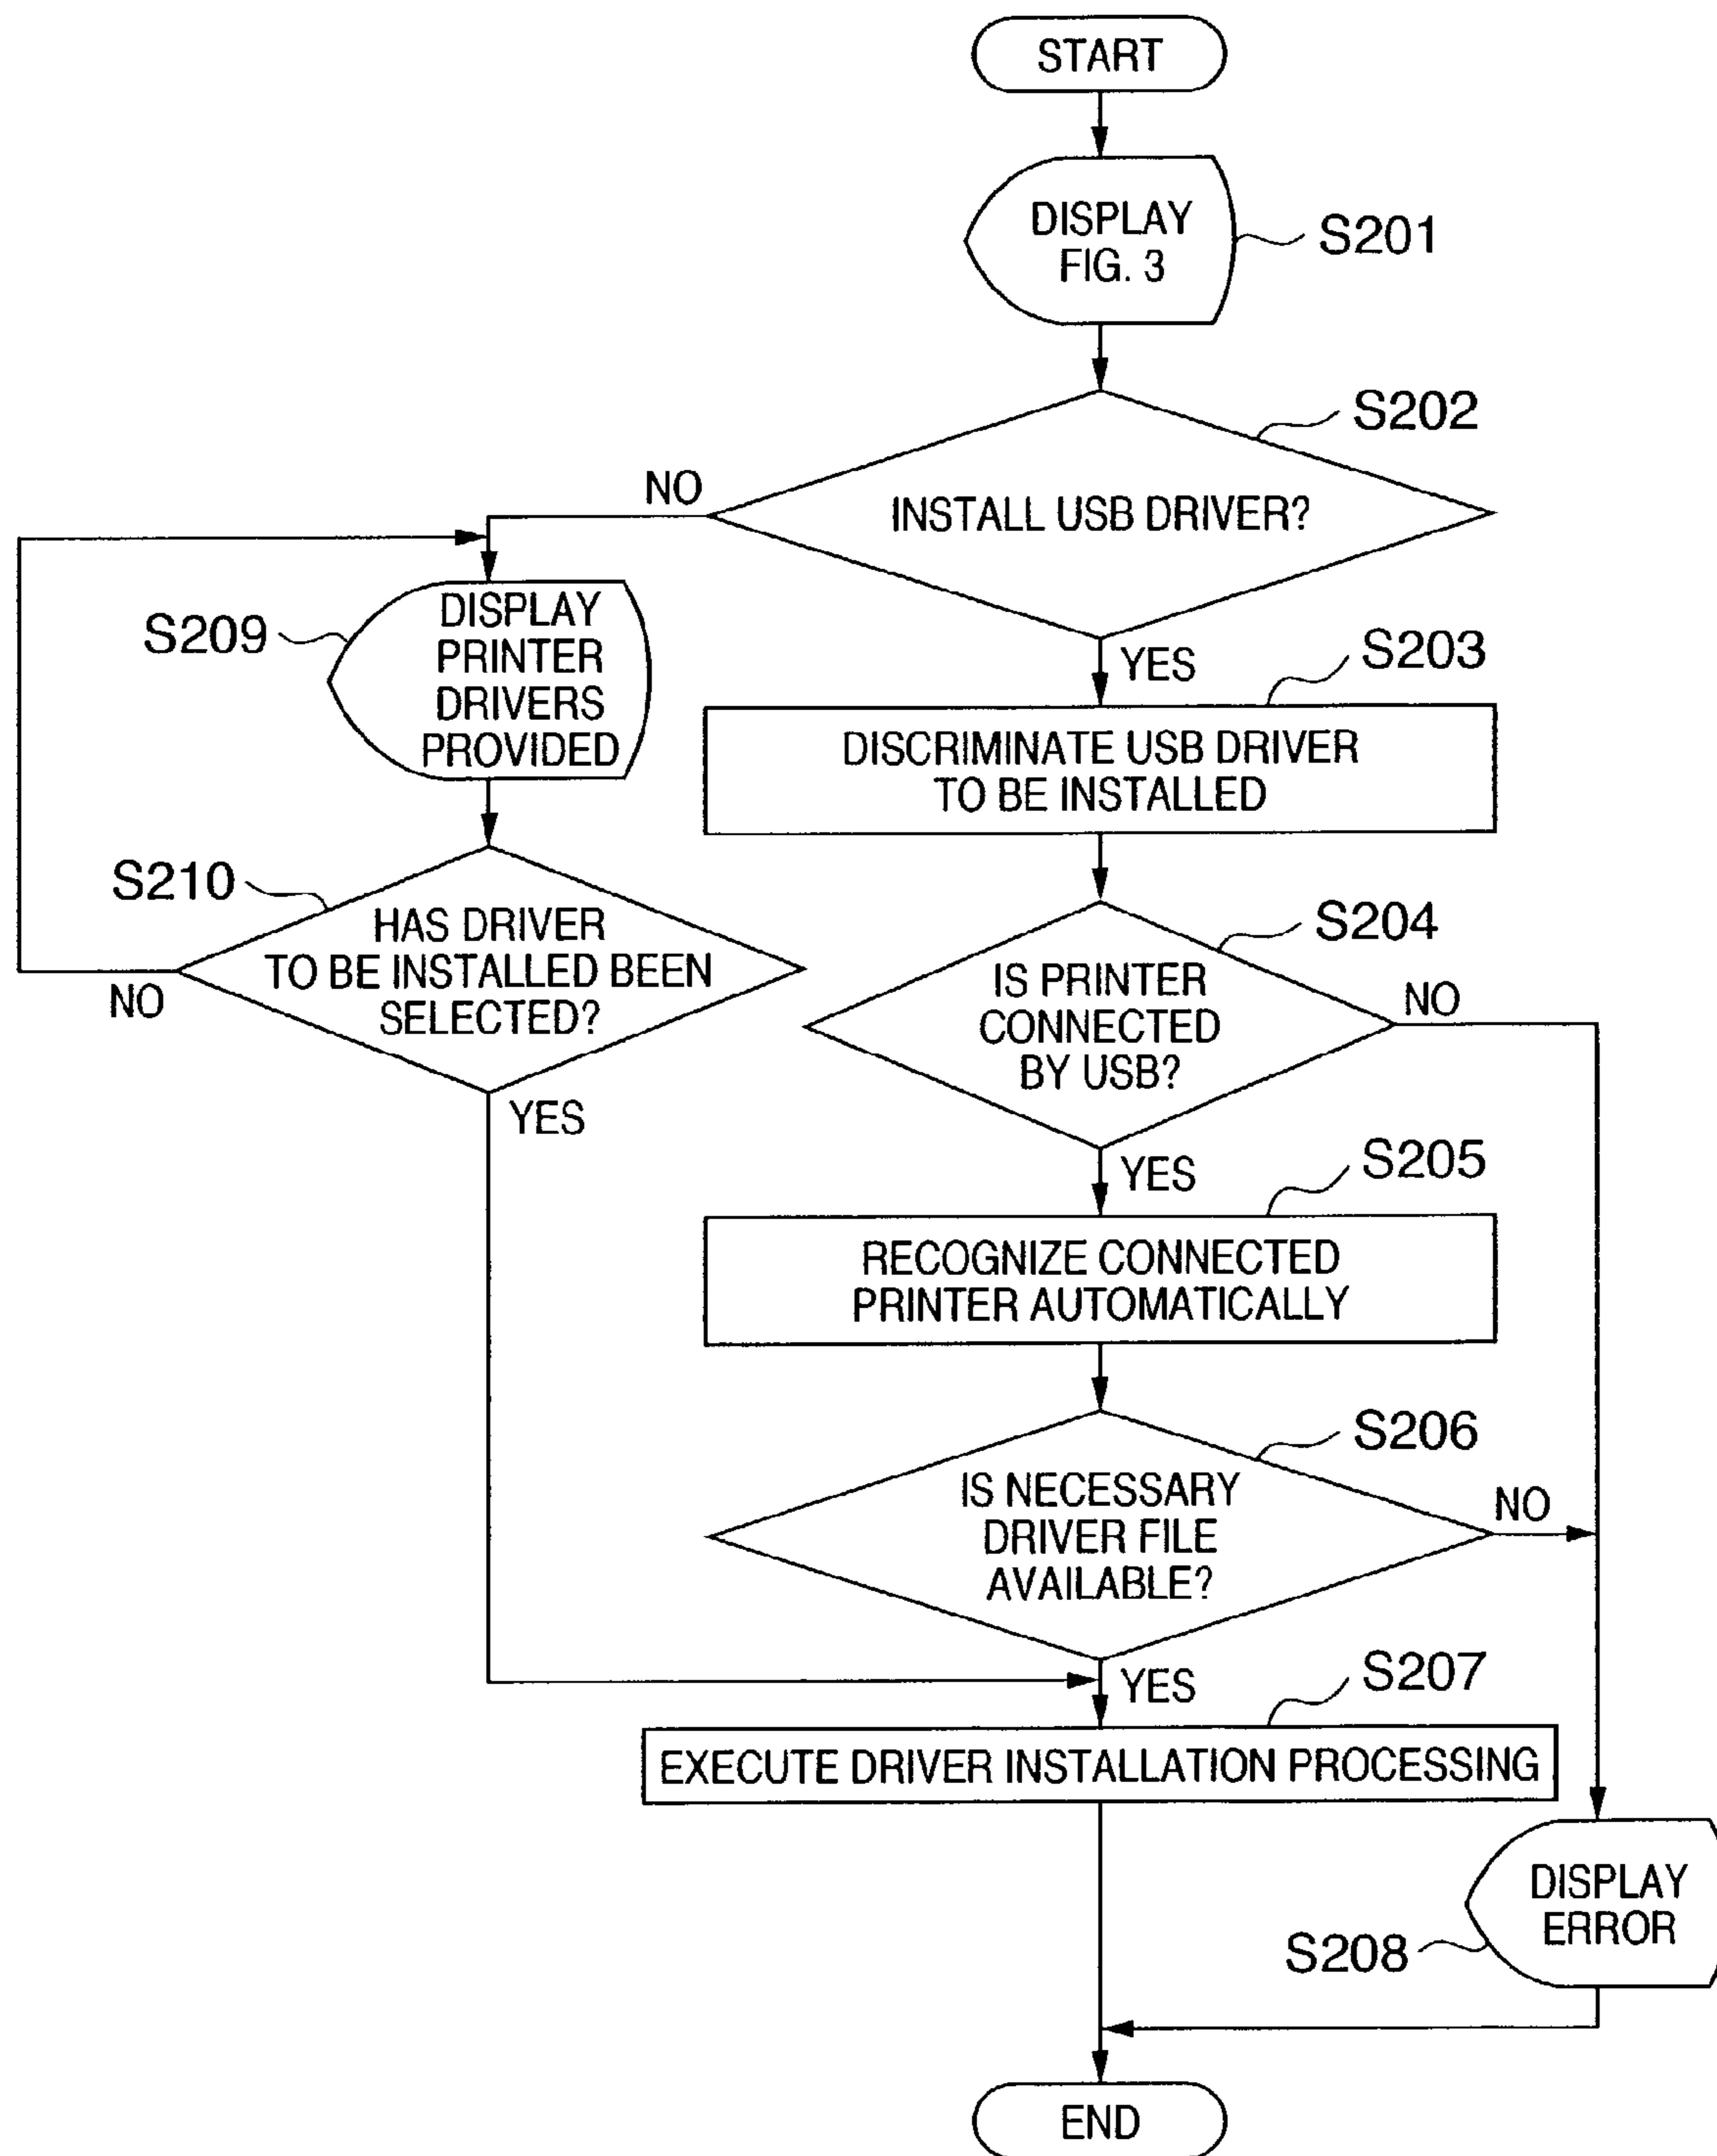 START
DISPLAY
FIG. 3
S201
S202
INSTALL USB DRIVER?
NO
YES
S209
DISPLAY
PRINTER
DRIVERS
PROVIDED
S203
DISCRIMINATE USB DRIVER
TO BE INSTALLED
S210
HAS DRIVER
TO BE INSTALLED BEEN
SELECTED?
NO
YES
S204
IS PRINTER
CONNECTED
BY USB?
NO
YES
S205
RECOGNIZE CONNECTED
PRINTER AUTOMATICALLY
S206
IS NECESSARY
DRIVER FILE
AVAILABLE?
NO
YES
S207
EXECUTE DRIVER INSTALLATION PROCESSING
DISPLAY
ERROR
S208
END